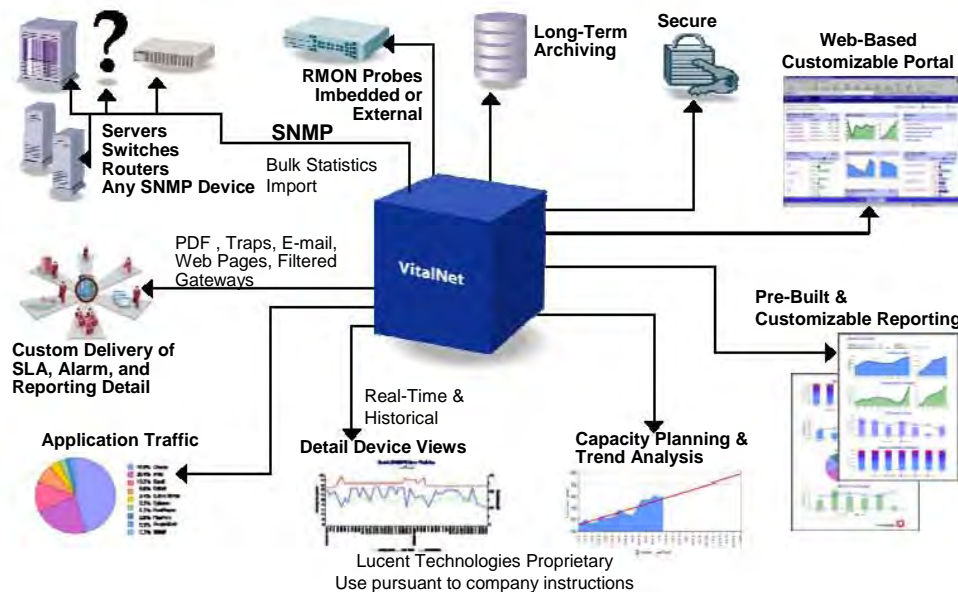 Servers
Switches
Routers
Any SNMP Device
SNMP
Bulk Statistics
Import
RMON Probes
Imbedded or
External
Long-Term
Archiving
Secure
Web-Based
Customizable Portal
VitalNet
PDF , Traps, E-mail,
Web Pages, Filtered
Gateways
Custom Delivery of
SLA, Alarm, and
Reporting Detail
Pre-Built &
Customizable Reporting
Application Traffic
Real-Time &
Historical
Detail Device Views
Capacity Planning &
Trend Analysis
Lucent Technologies Proprietary
Use pursuant to company instructions